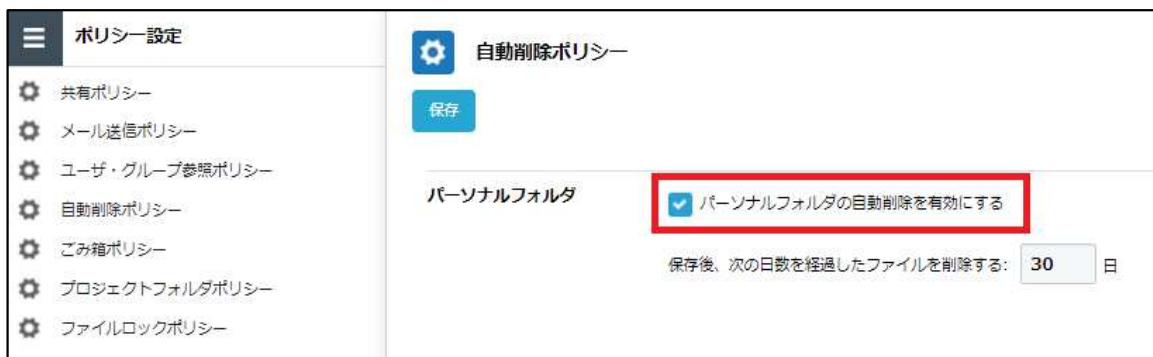 ポリシー設定
共有ポリシー
メール送信ポリシー
ユーザ・グループ参照ポリシー
自動削除ポリシー
ごみ箱ポリシー
プロジェクトフォルダポリシー
ファイルロックポリシー
自動削除ポリシー
保存
パーソナルフォルダ
パーソナルフォルダの自動削除を有効にする
保存後、次の日数を経過したファイルを削除する: 30 日